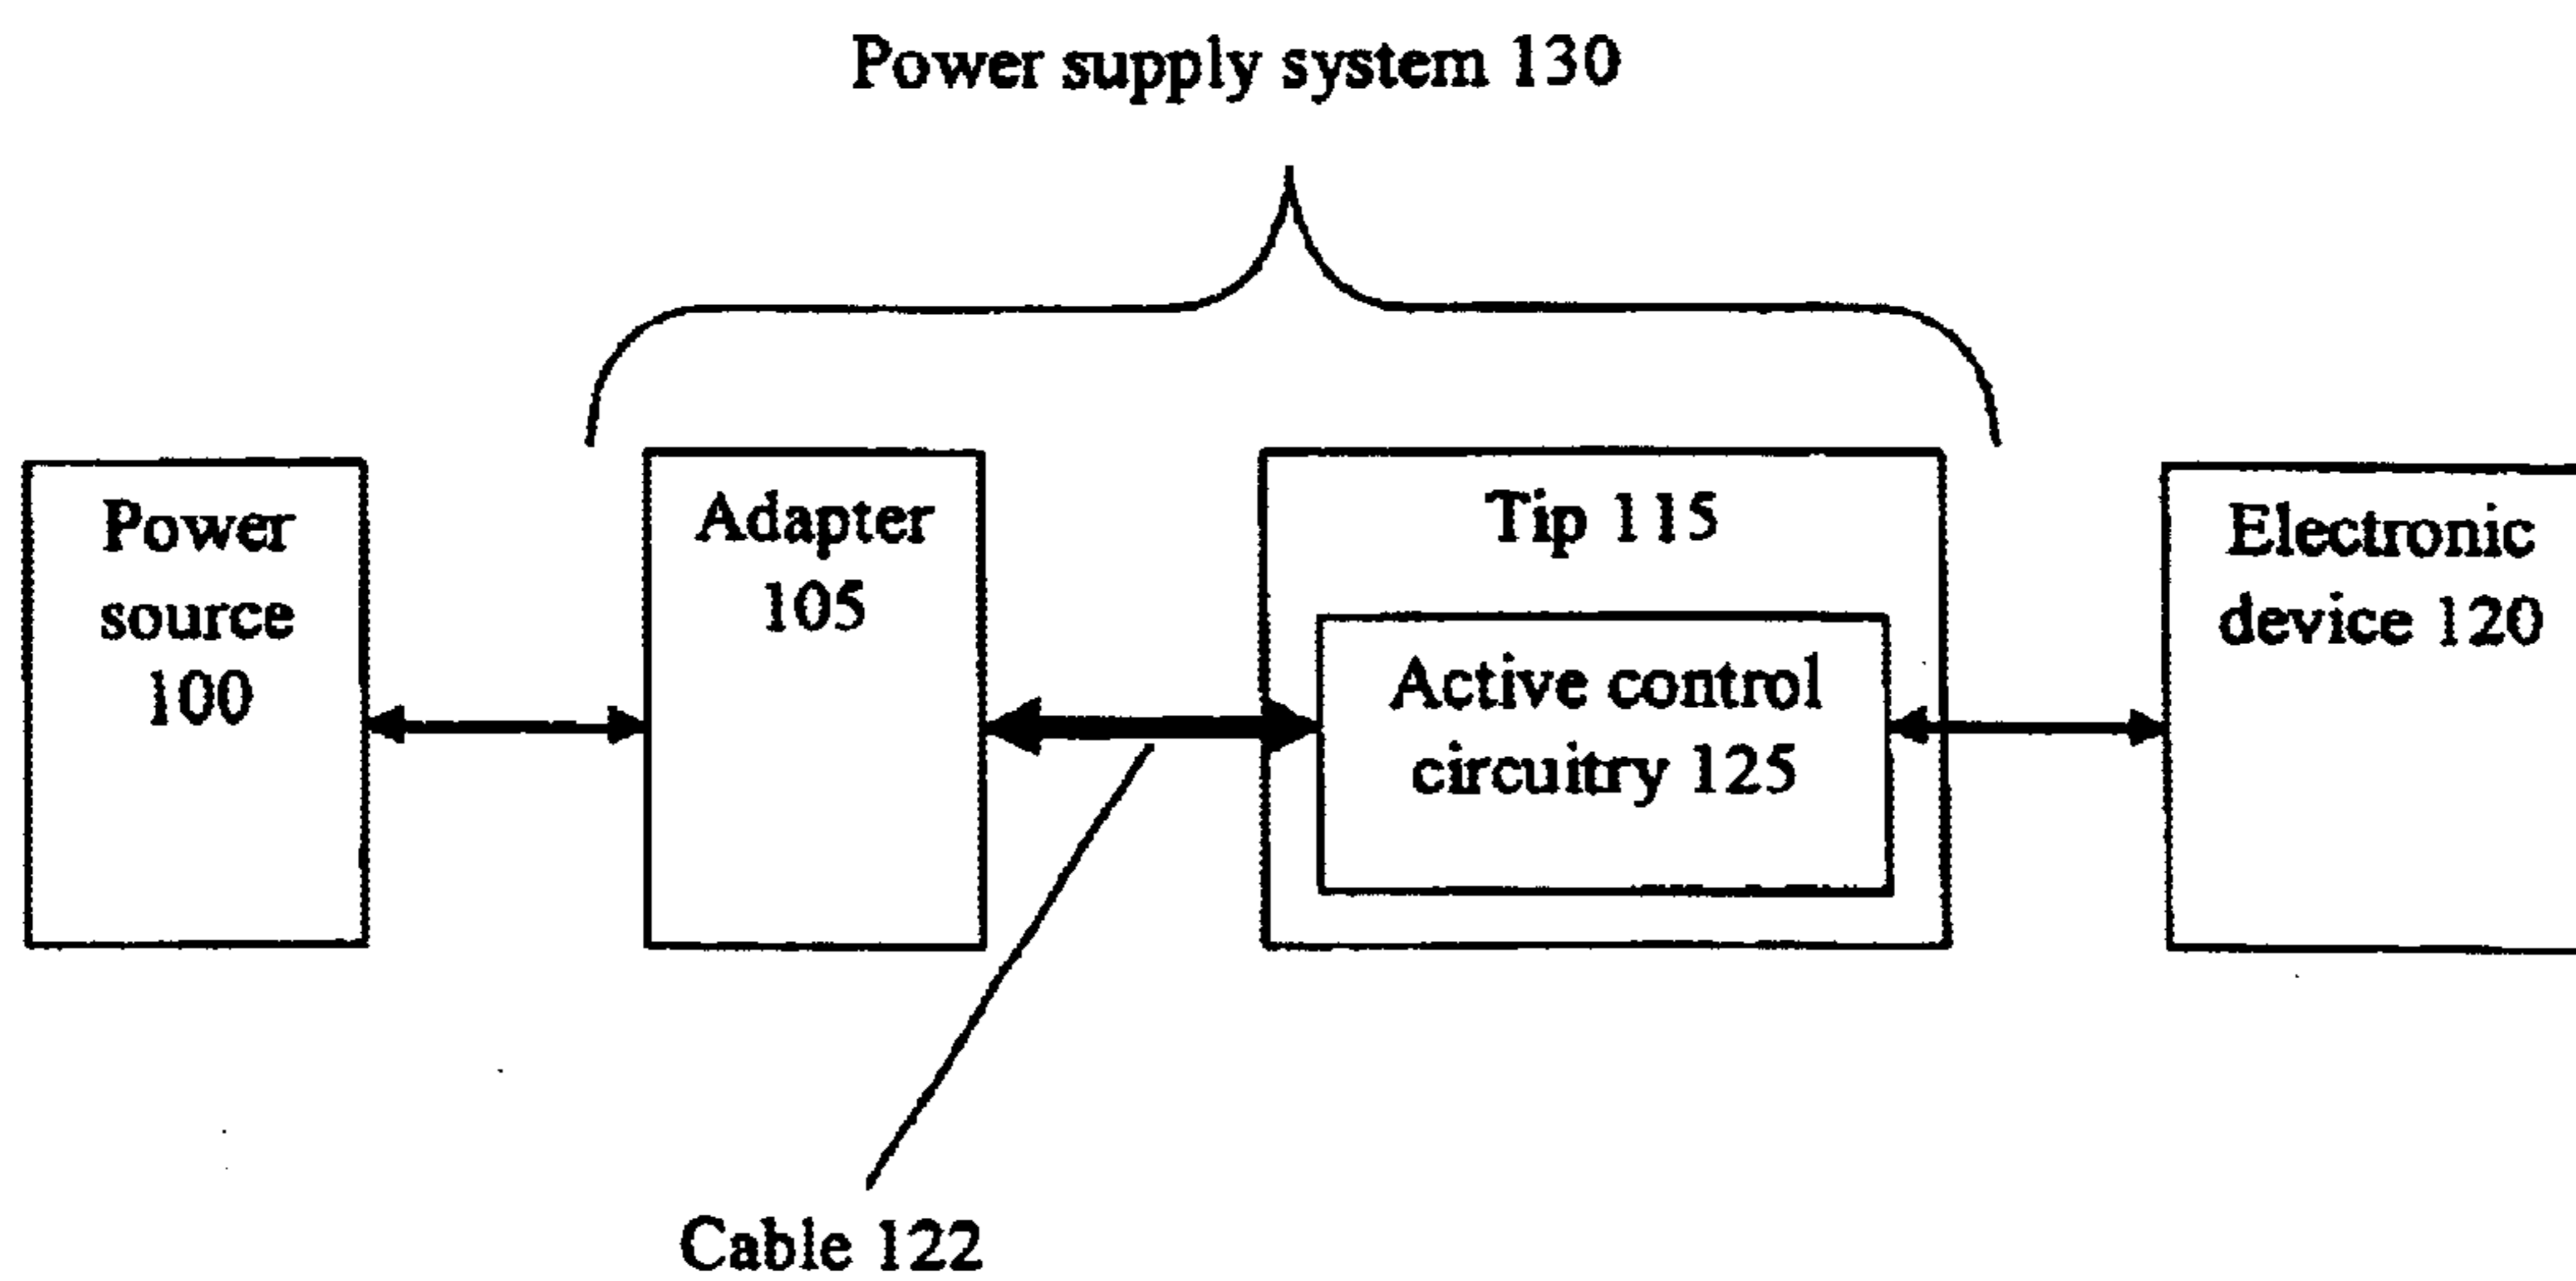 Power supply system 130
Power
source
100
Adapter
105
Tip 115
Active control
circuitry 125
Electronic
device 120
Cable 122